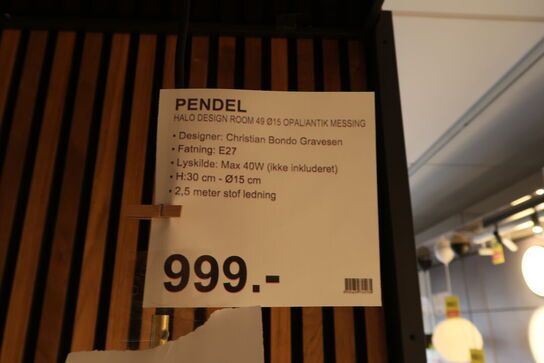 PENDEL
HALO DESIGN ROOM 49 Ø15 OPAL/ANTIK MESSING
• Designer: Christian Bondo Gravesen
• Fatning: E27
• Lyskilde: Max 40W (ikke inkluderet)
• H:30 cm - Ø15 cm
• 2,5 meter stof ledning
999.-